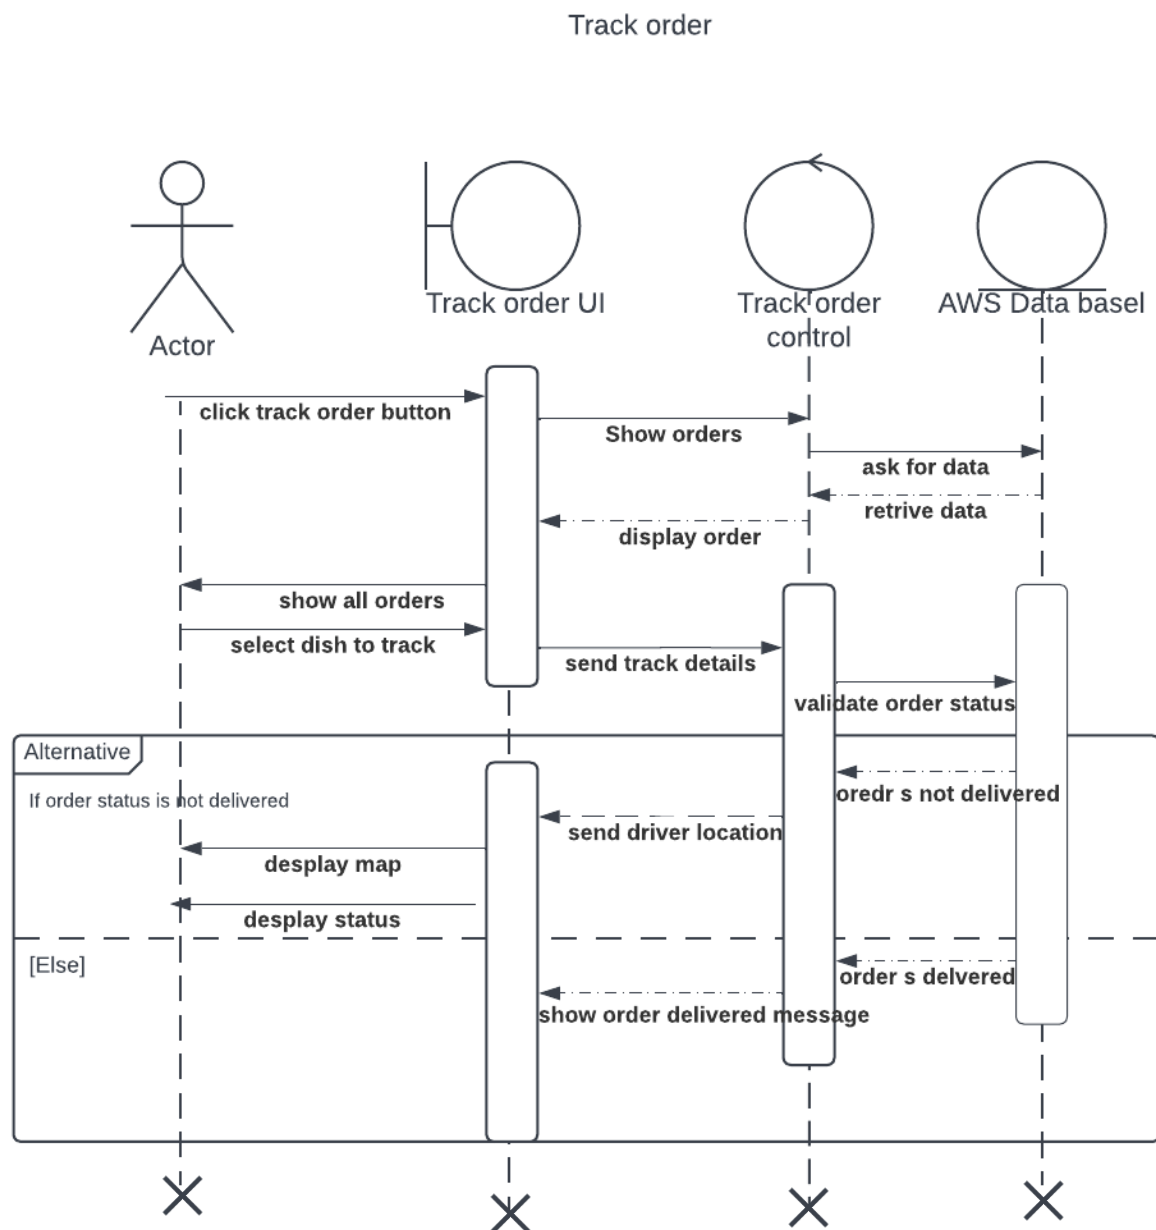 Track order
Actor
Track order UI
Track order
control
AWS Data basel
click track order button
Show orders
ask for data
retrive data
display order
show all orders
select dish to track
send track details
validate order status
Alternative
If order status is not delivered
oredr s not delivered
send driver location
desplay map
desplay status
[Else]
order s delvered
show order delivered message